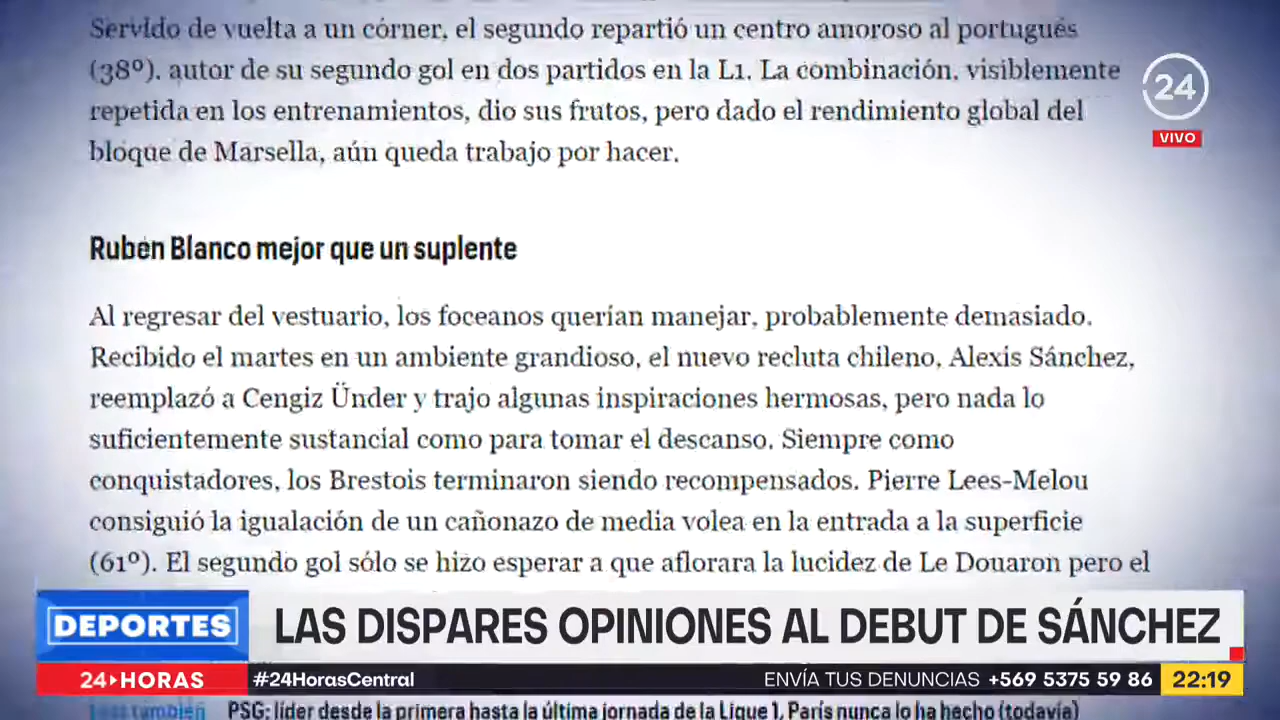 Servido de vuelta a un córner, el segundo repartió un centro amoroso al portugués
(38º), autor de su segundo gol en dos partidos en la L1. La combinación, visiblemente
repetida en los entrenamientos, dio sus frutos, pero dado el rendimiento global del
bloque de Marsella, aún queda trabajo por hacer.
24
VIVO
Rubén Blanco mejor que un suplente
Al regresar del vestuario, los foceanos querían manejar, probablemente demasiado.
Recibido el martes en un ambiente grandioso, el nuevo recluta chileno, Alexis Sánchez,
reemplazó a Cengiz Ünder y trajo algunas inspiraciones hermosas, pero nada lo
suficientemente sustancial como para tomar el descanso. Siempre como
conquistadores, los Brestois terminaron siendo recompensados. Pierre Lees-Melou
consiguió la igualación de un cañonazo de media volea en la entrada a la superficie
(61º). El segundo gol sólo se hizo esperar a que aflorara la lucidez de Le Douaron pero el
DEPORTES
LAS DISPARES OPINIONES AL DEBUT DE SÁNCHEZ
24 HORAS
#24HorasCentral
ENVÍA TUS DENUNCIAS +569 5375 59 86
22:19
también PSG: líder desde la primera hasta la última jornada de la Ligue 1, París nunca lo ha hecho (todavía)